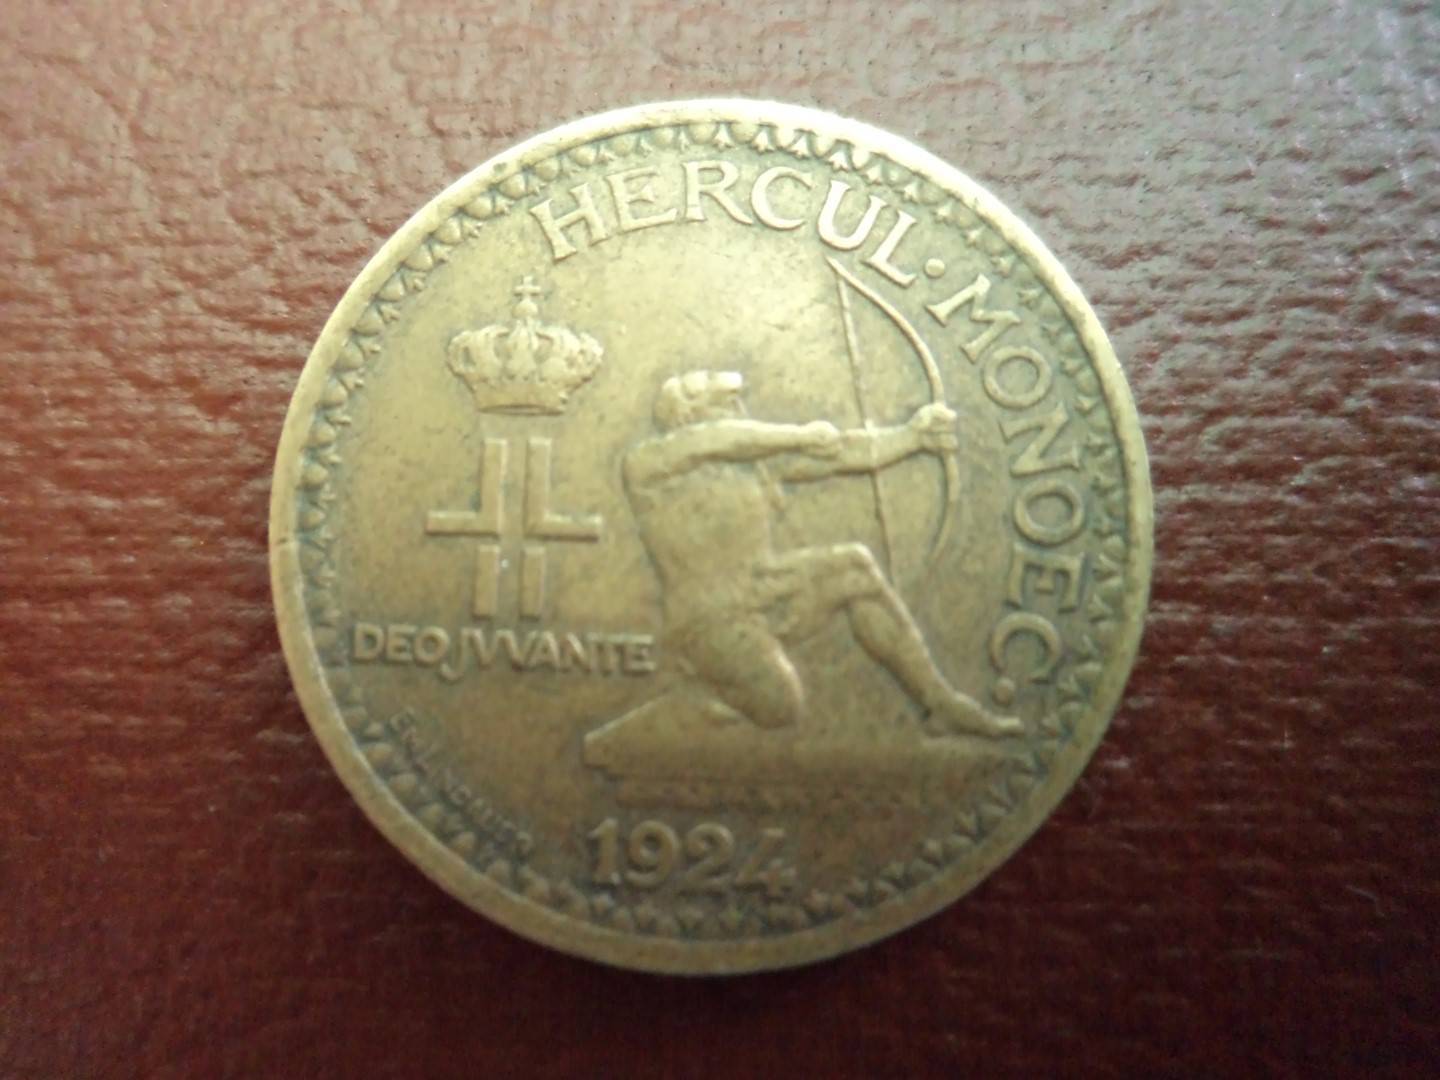 HERCUL·MONOEC.
DEO JVVANTE
1924